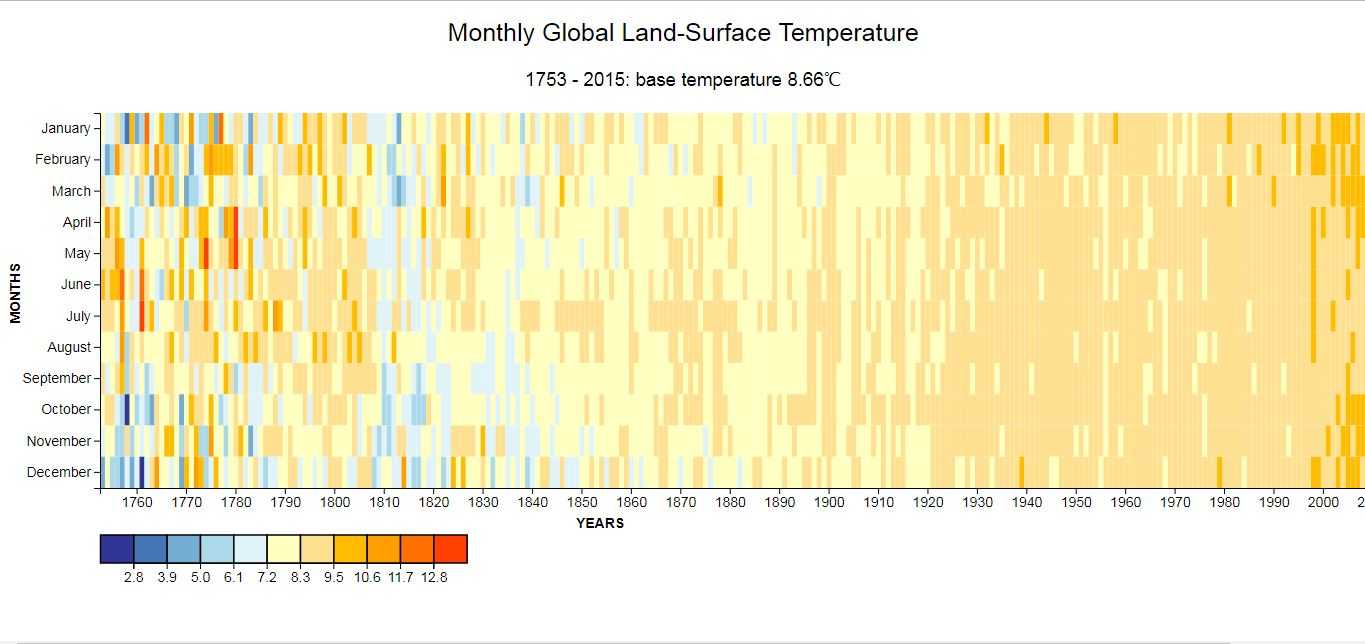 Monthly Global Land-Surface Temperature
1753 - 2015: base temperature 8.66℃
January
February
March
April
May
June
July
August
September
October
November
December
MONTHS
1760 1770 1780 1790 1800 1810 1820 1830 1840 1850 1860 1870 1880 1890 1900 1910 1920 1930 1940 1950 1960 1970 1980 1990 2000 2
YEARS
2.8 3.9 5.0 6.1 7.2 8.3 9.5 10.6 11.7 12.8